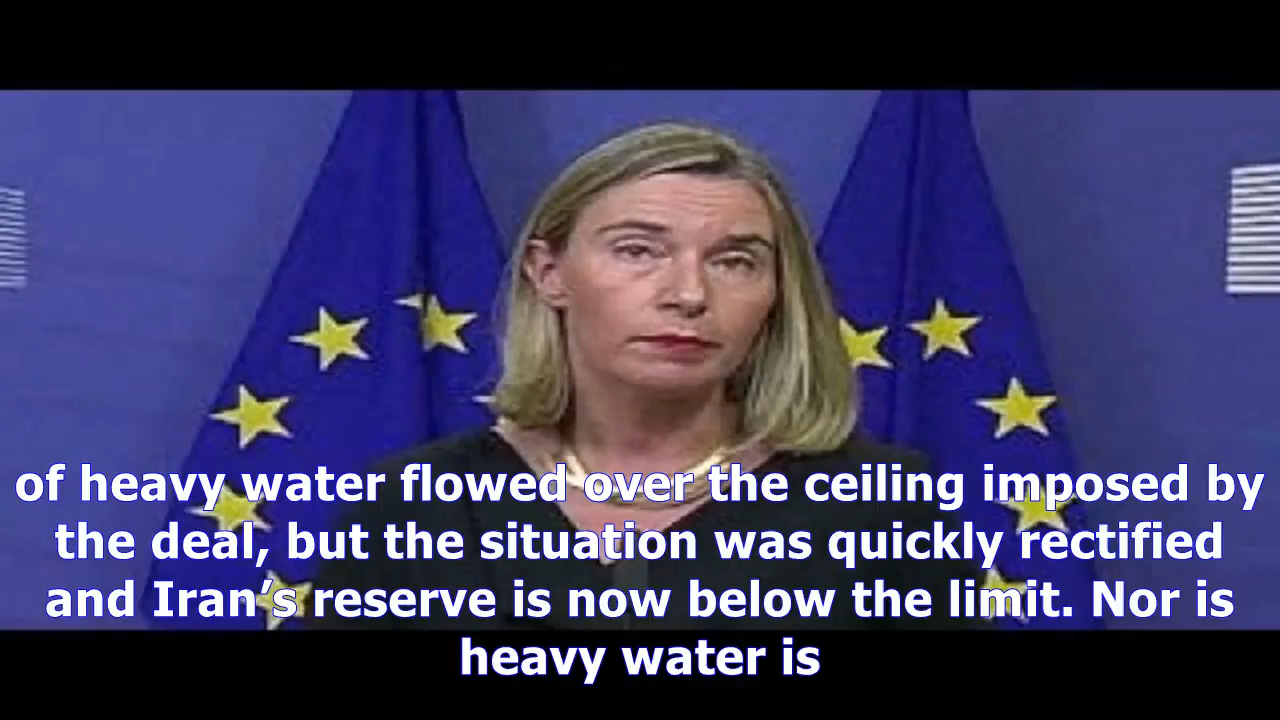 of heavy water flowed over the ceiling imposed by
the deal, but the situation was quickly rectified
and Iran’s reserve is now below the limit. Nor is
heavy water is